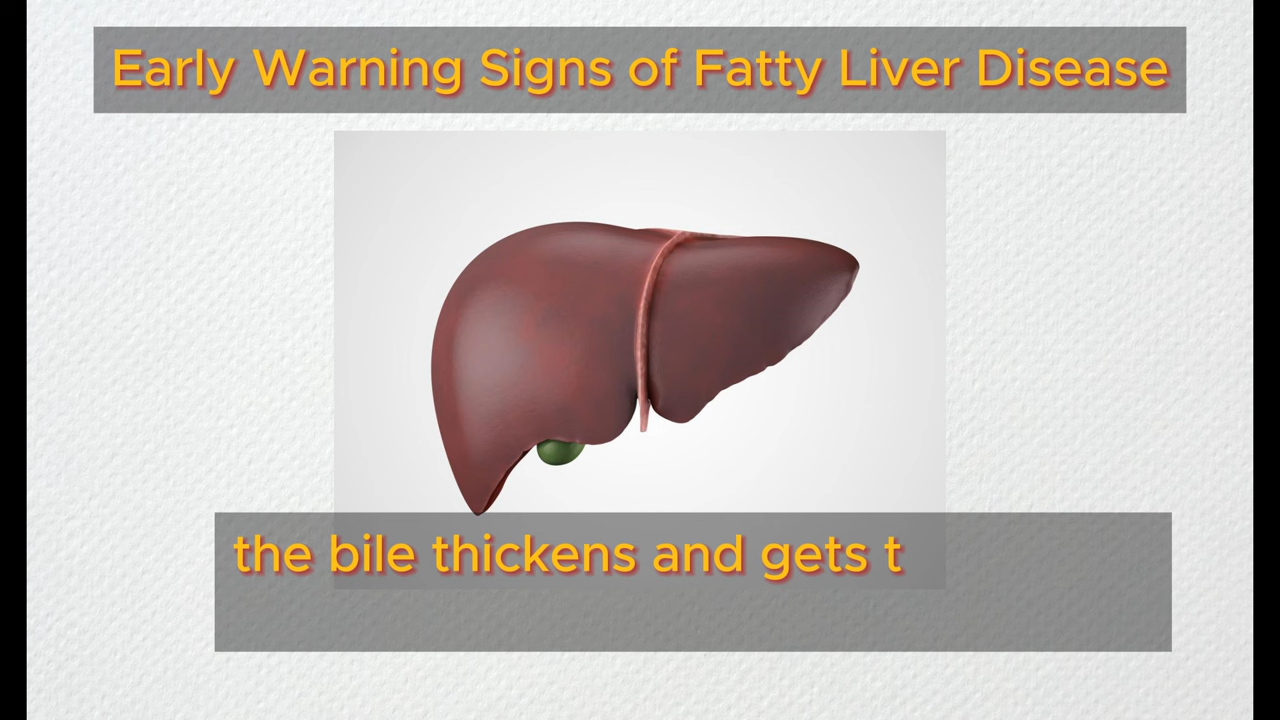 Early Warning Signs of Fatty Liver Disease
the bile thickens and gets t